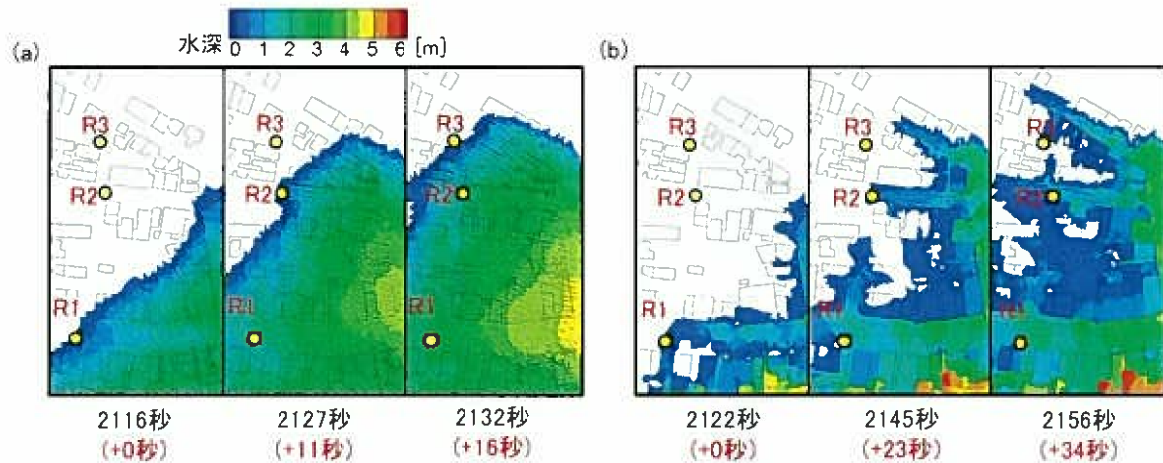 水深 0 1 2 3 4 5 6 [m]
(a)
(b)
R3
R2
R1
R3
R2
R1
R3
R2
R1
R3
R2
R1
R3
R2
R1
R2
2116秒
(+0秒)
2127秒
(+11秒)
2132秒
(+16秒)
2122秒
(+0秒)
2145秒
(+23秒)
2156秒
(+34秒)